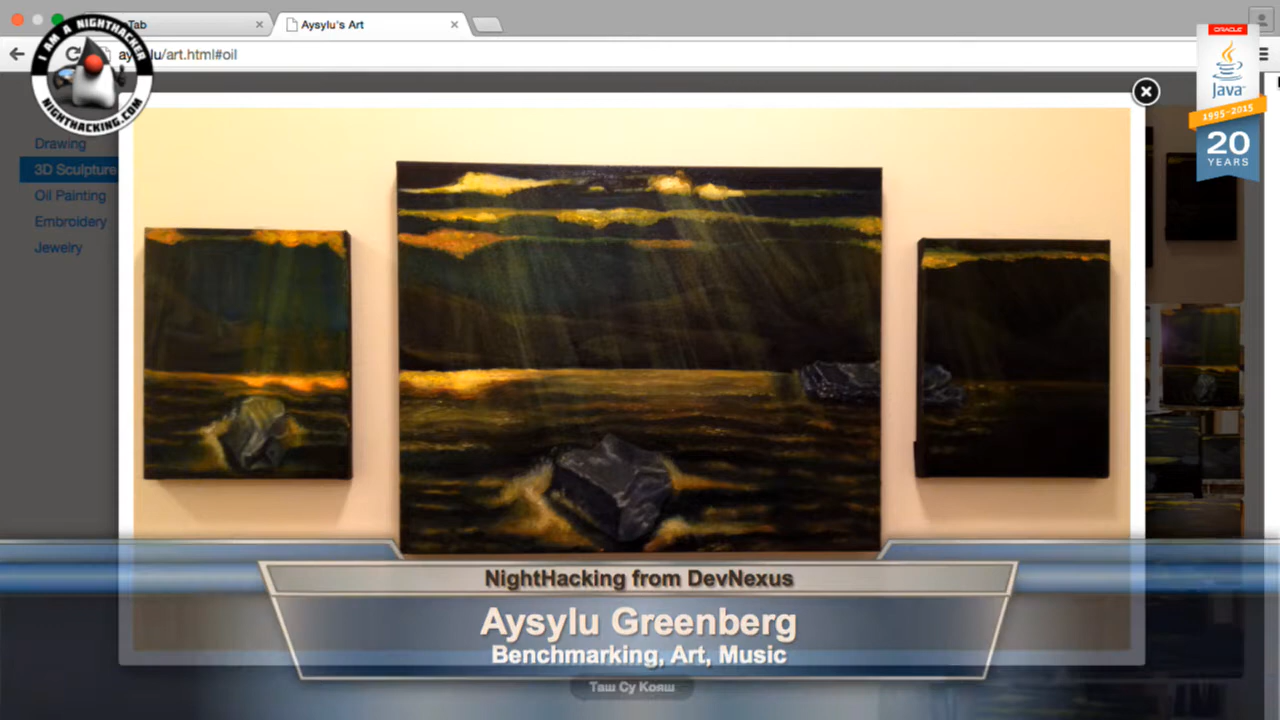 Tab
Aysylu's Art
aysylu/art.html#oil
I AM A NIGHTHACKER
NIGHTHACKING.COM
ORACLE
Java
1995-2015
20
YEARS
Drawing
3D Sculpture
Oil Painting
Embroidery
Jewelry
NightHacking from DevNexus
Aysylu Greenberg
Benchmarking, Art, Music
Таш Су Кояш